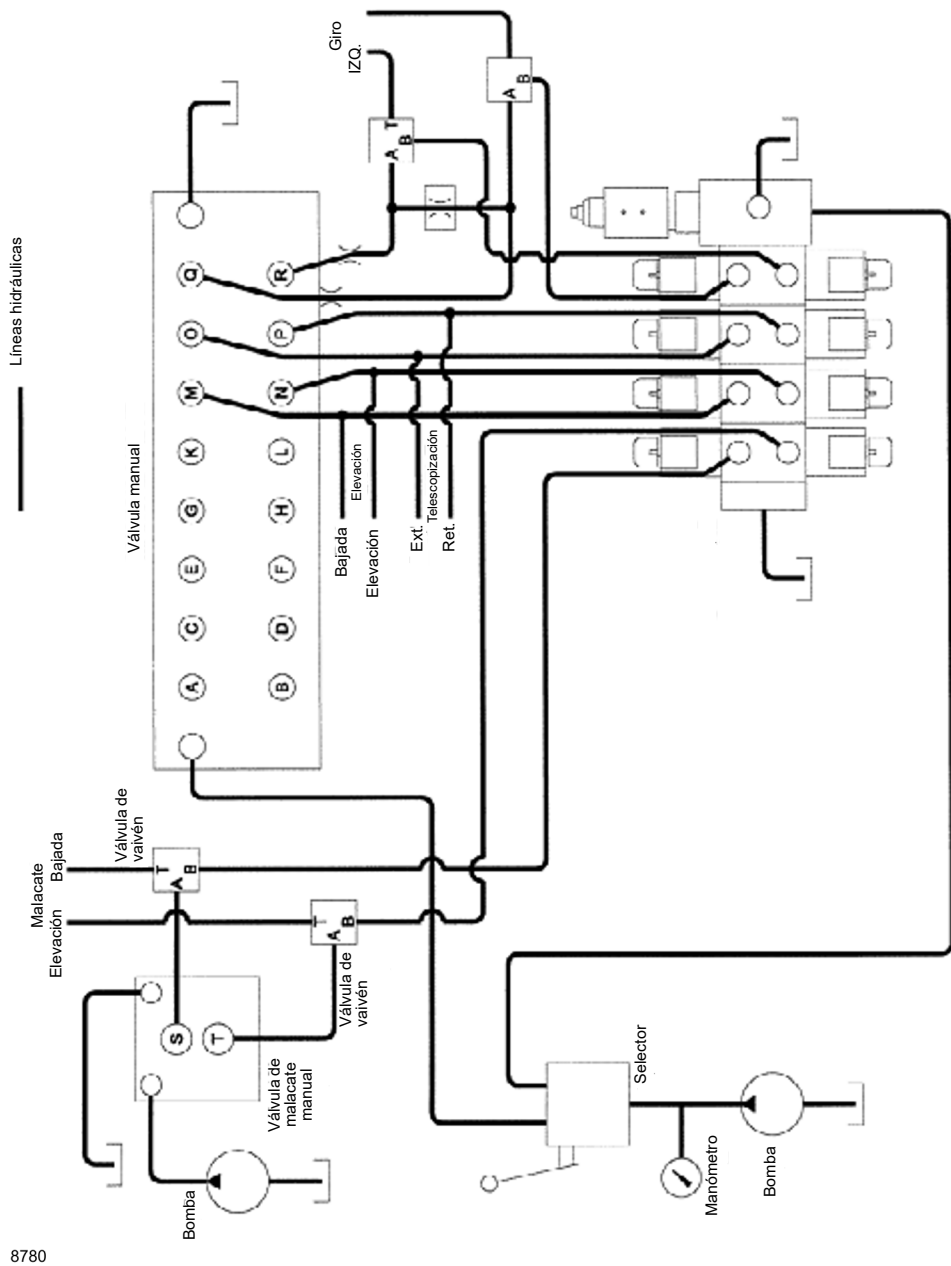 Líneas hidráulicas
Giro
IZQ.
A
B
A
T
B
Válvula manual
A
C
E
G
K
M
O
Q
B
D
F
H
L
N
P
R
Bajada
Elevación
Elevación
Ext.
Telescopización
Ret.
Malacate
Elevación
Bajada
Válvula de
vaivén
T
A
B
T
A
B
Válvula de
vaivén
S
T
Válvula de
malacate
manual
Bomba
Selector
Manómetro
Bomba
8780